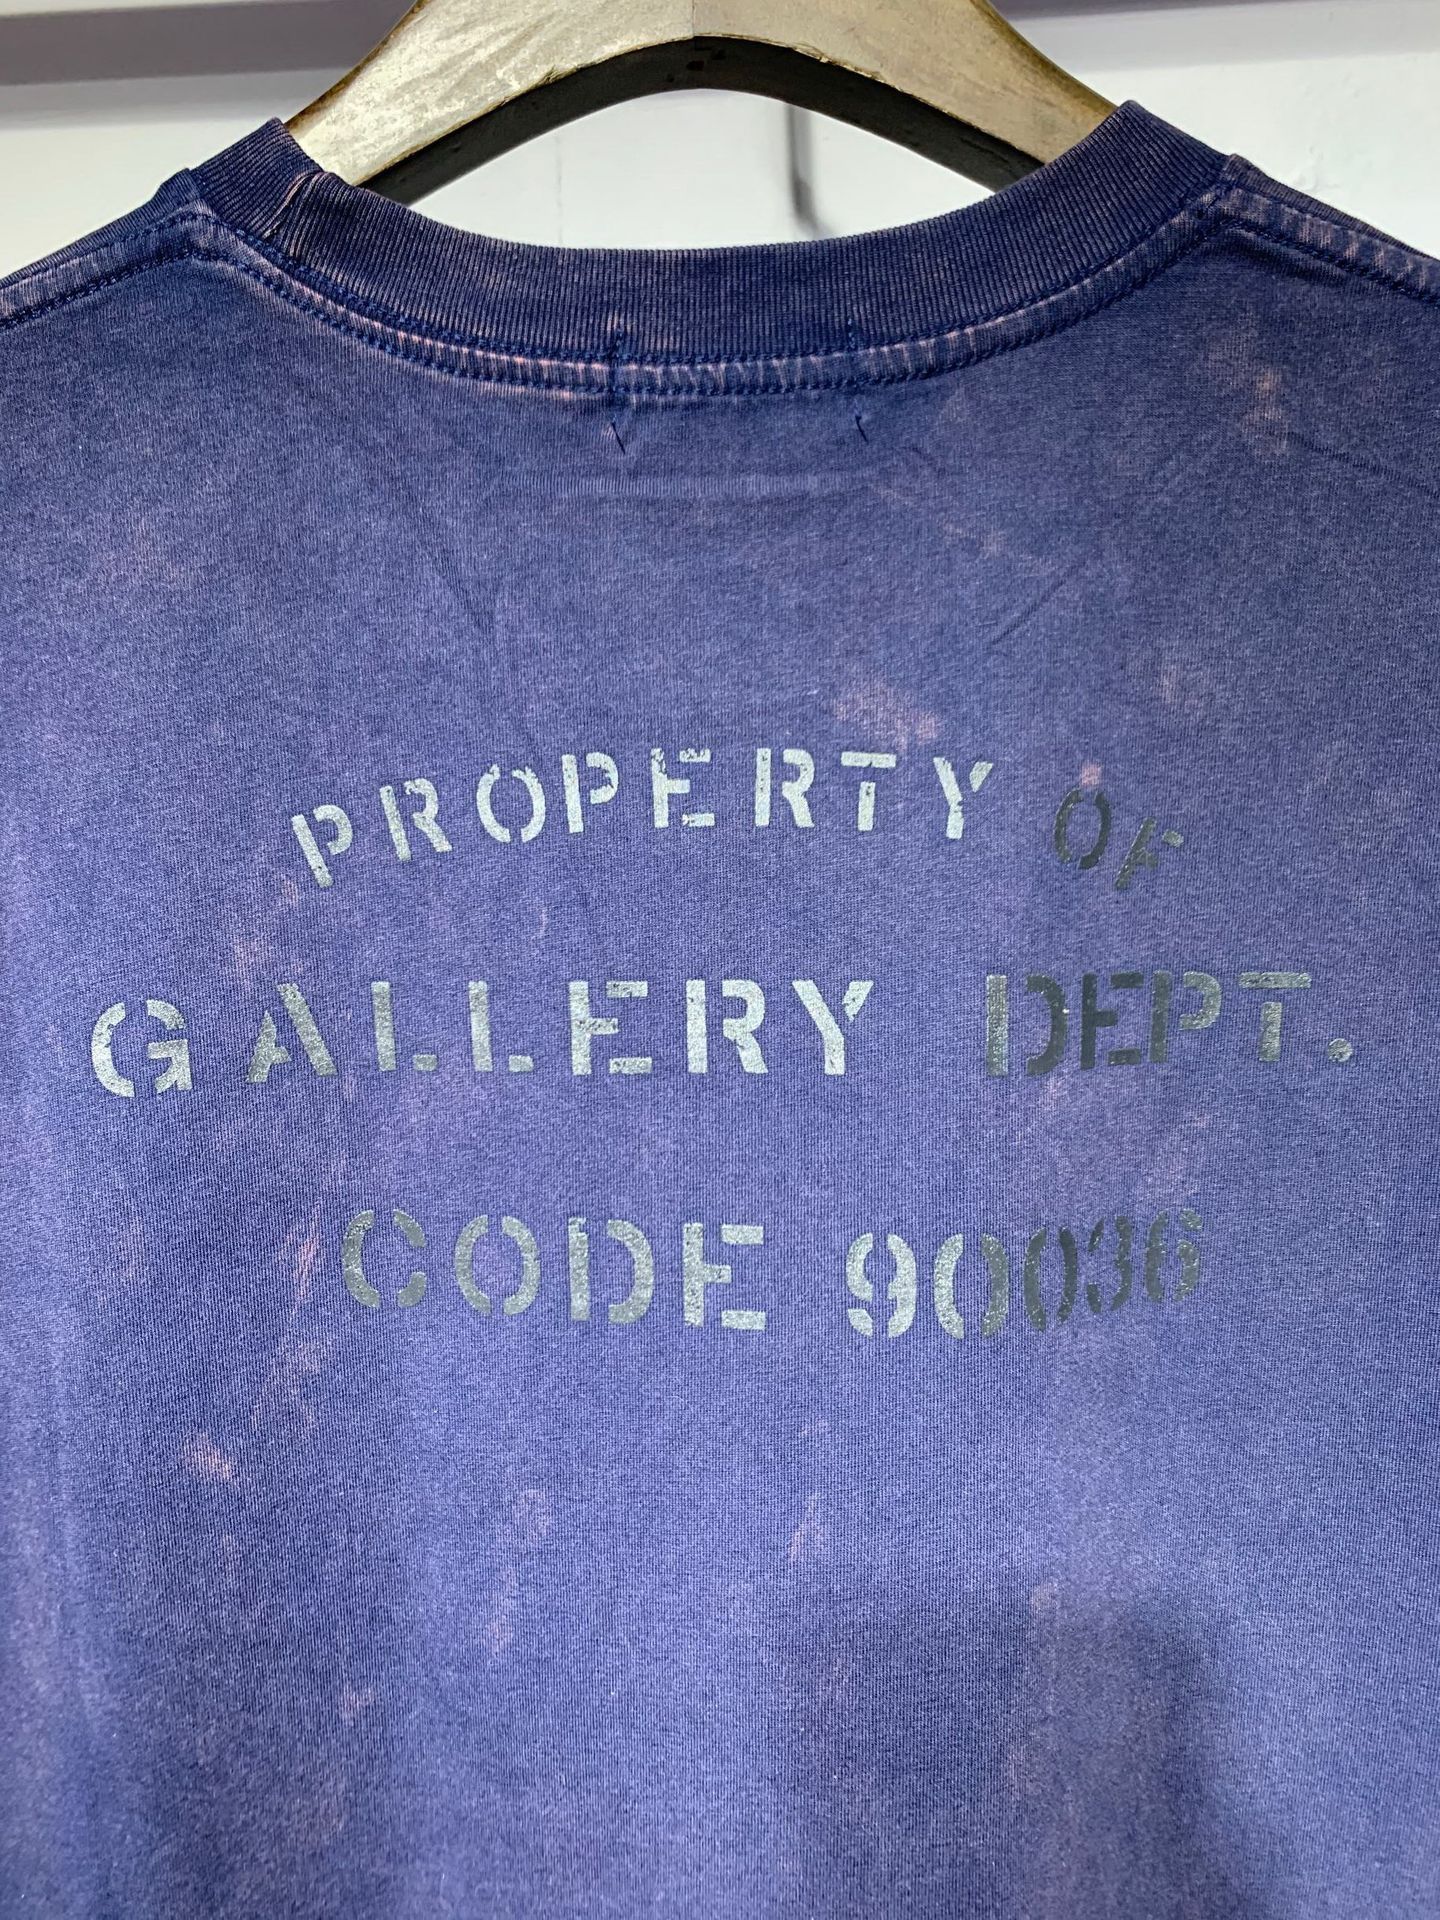 PROPERTY OF
GALLERY DEPT.
CODE 90036